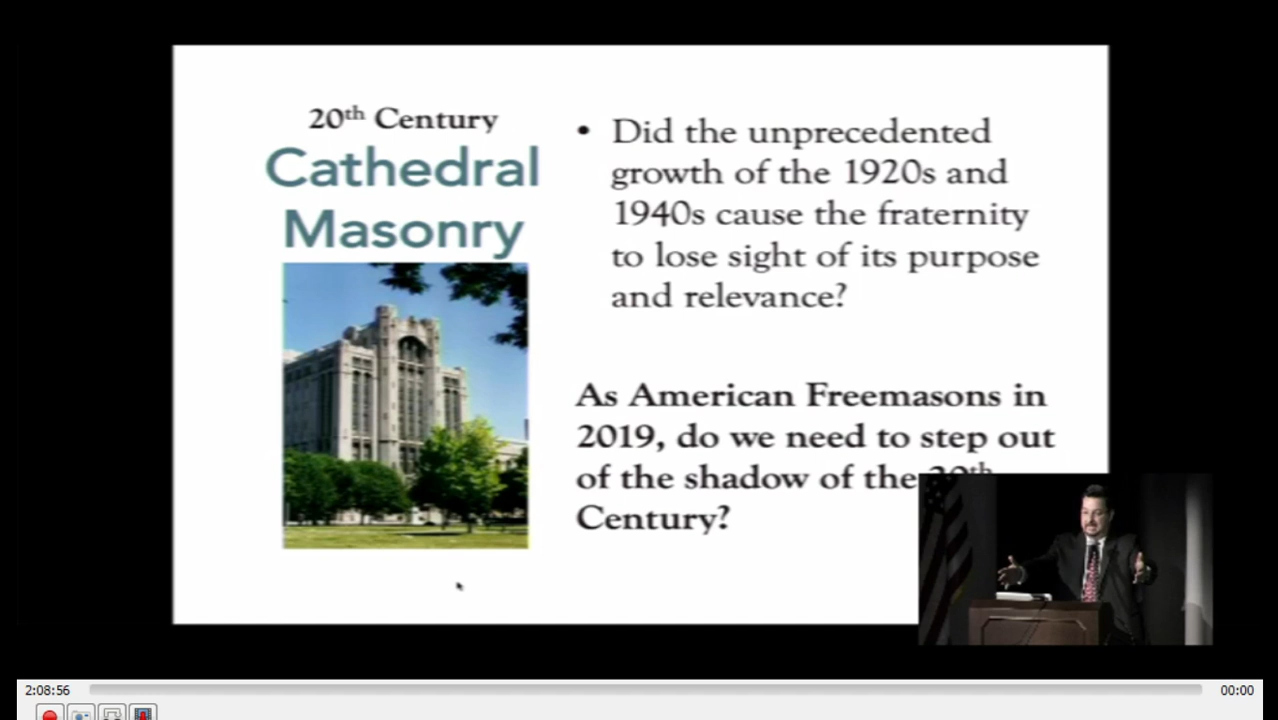 20th Century
Cathedral
Masonry
• Did the unprecedented
growth of the 1920s and
1940s cause the fraternity
to lose sight of its purpose
and relevance?
As American Freemasons in
2019, do we need to step out
of the shadow of the 20th
Century?
2:08:56
00:00